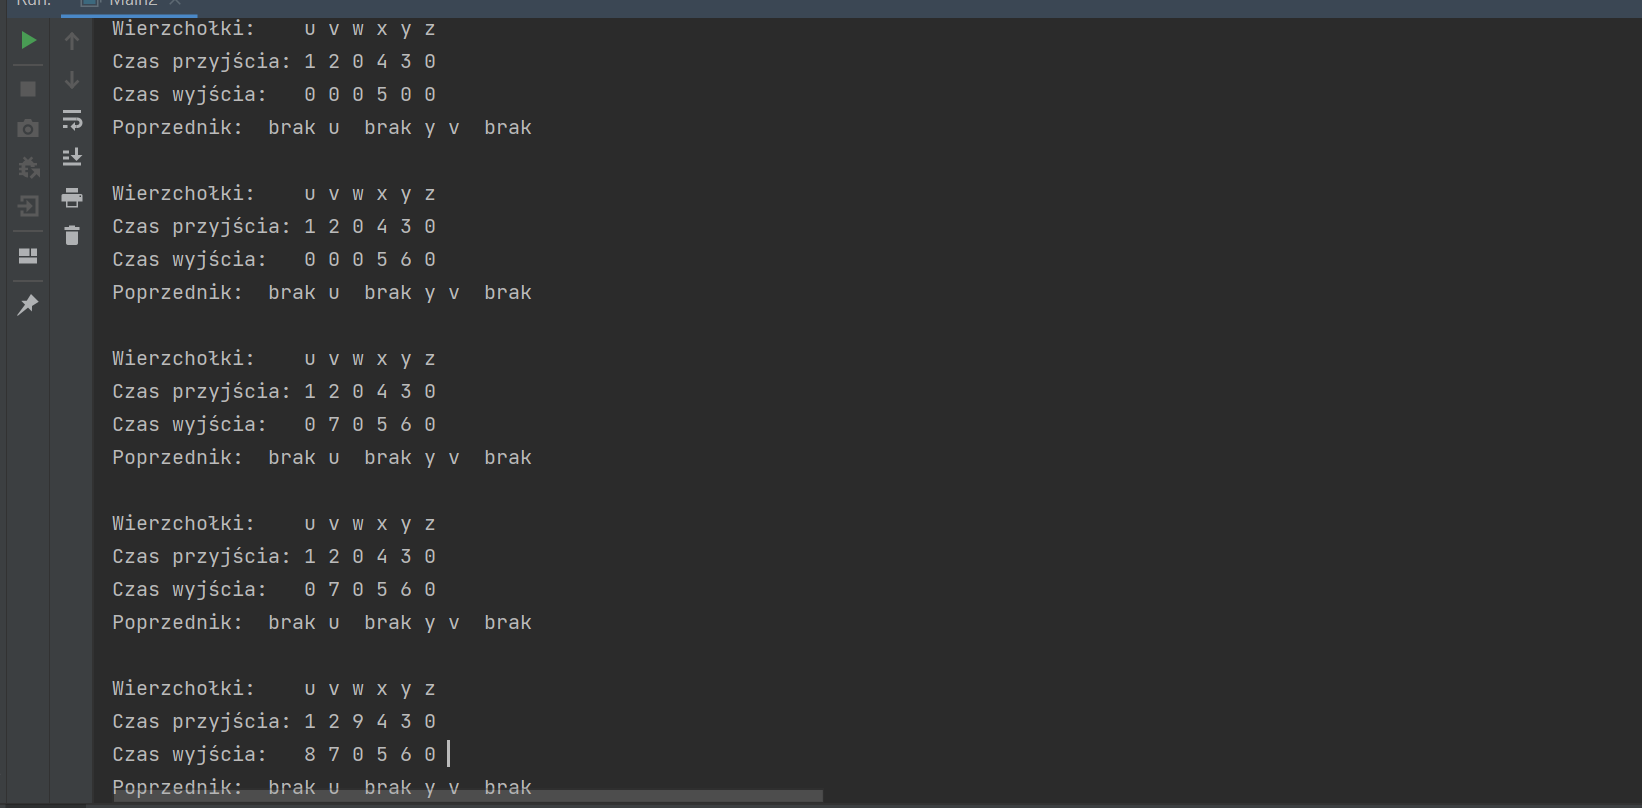 Run: Main2
Wierzchołki:    u v w x y z
Czas przyjścia: 1 2 0 4 3 0
Czas wyjścia:   0 0 0 5 0 0
Poprzednik:  brak u  brak y v  brak
Wierzchołki:    u v w x y z
Czas przyjścia: 1 2 0 4 3 0
Czas wyjścia:   0 0 0 5 6 0
Poprzednik:  brak u  brak y v  brak
Wierzchołki:    u v w x y z
Czas przyjścia: 1 2 0 4 3 0
Czas wyjścia:   0 7 0 5 6 0
Poprzednik:  brak u  brak y v  brak
Wierzchołki:    u v w x y z
Czas przyjścia: 1 2 0 4 3 0
Czas wyjścia:   0 7 0 5 6 0
Poprzednik:  brak u  brak y v  brak
Wierzchołki:    u v w x y z
Czas przyjścia: 1 2 9 4 3 0
Czas wyjścia:   8 7 0 5 6 0
Poprzednik:  brak u  brak y v  brak